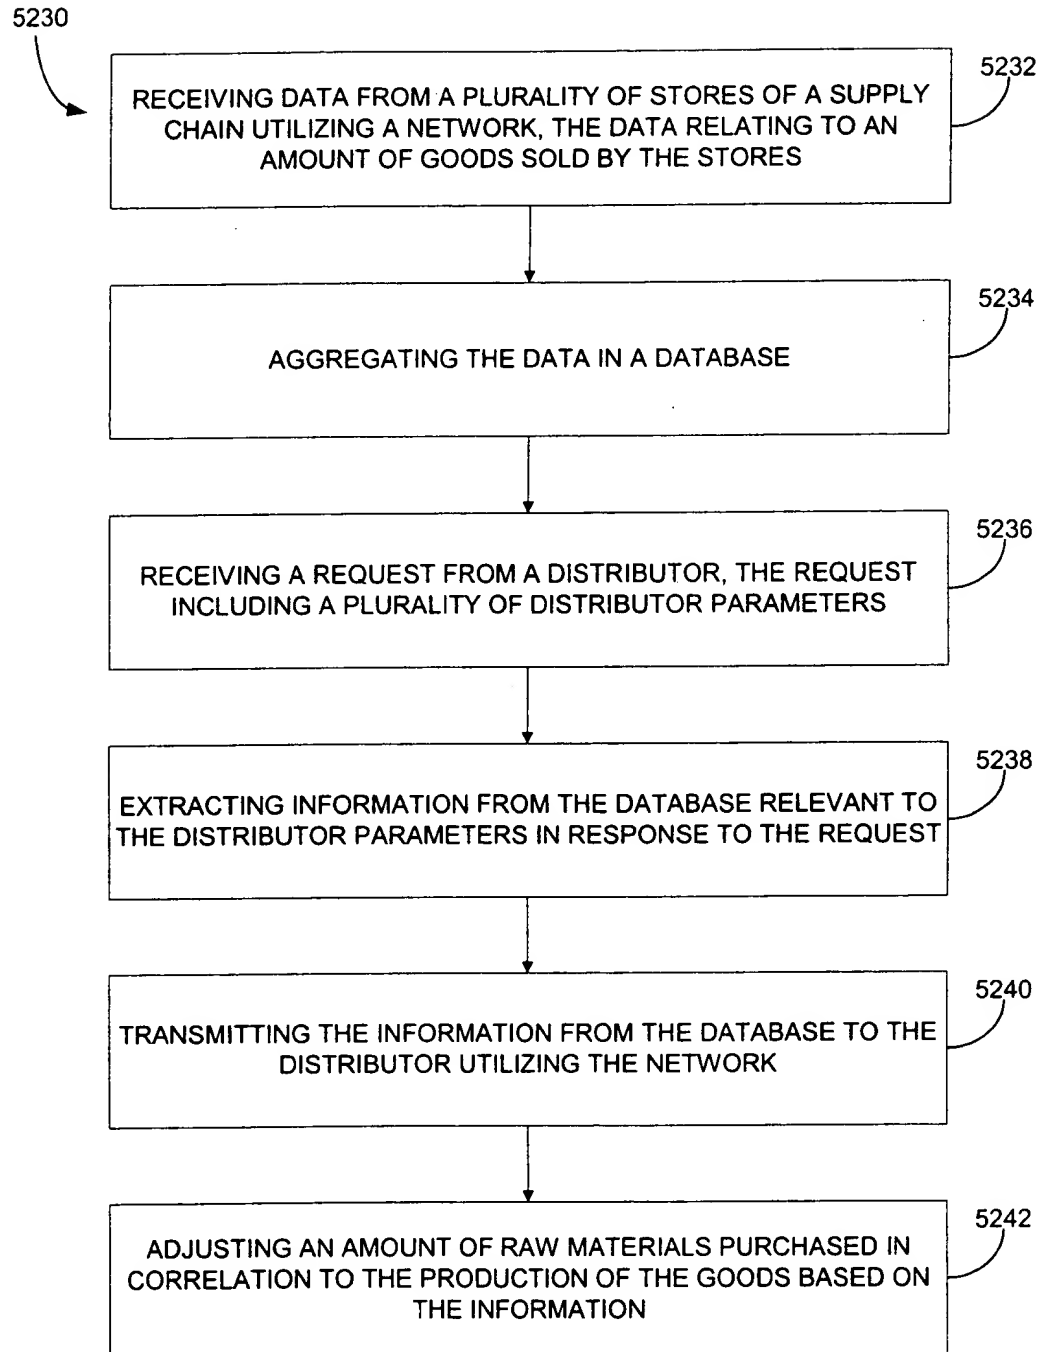 5230
5232
RECEIVING DATA FROM A PLURALITY OF STORES OF A SUPPLY
CHAIN UTILIZING A NETWORK, THE DATA RELATING TO AN
AMOUNT OF GOODS SOLD BY THE STORES
5234
AGGREGATING THE DATA IN A DATABASE
5236
RECEIVING A REQUEST FROM A DISTRIBUTOR, THE REQUEST
INCLUDING A PLURALITY OF DISTRIBUTOR PARAMETERS
5238
EXTRACTING INFORMATION FROM THE DATABASE RELEVANT TO
THE DISTRIBUTOR PARAMETERS IN RESPONSE TO THE REQUEST
5240
TRANSMITTING THE INFORMATION FROM THE DATABASE TO THE
DISTRIBUTOR UTILIZING THE NETWORK
5242
ADJUSTING AN AMOUNT OF RAW MATERIALS PURCHASED IN
CORRELATION TO THE PRODUCTION OF THE GOODS BASED ON
THE INFORMATION